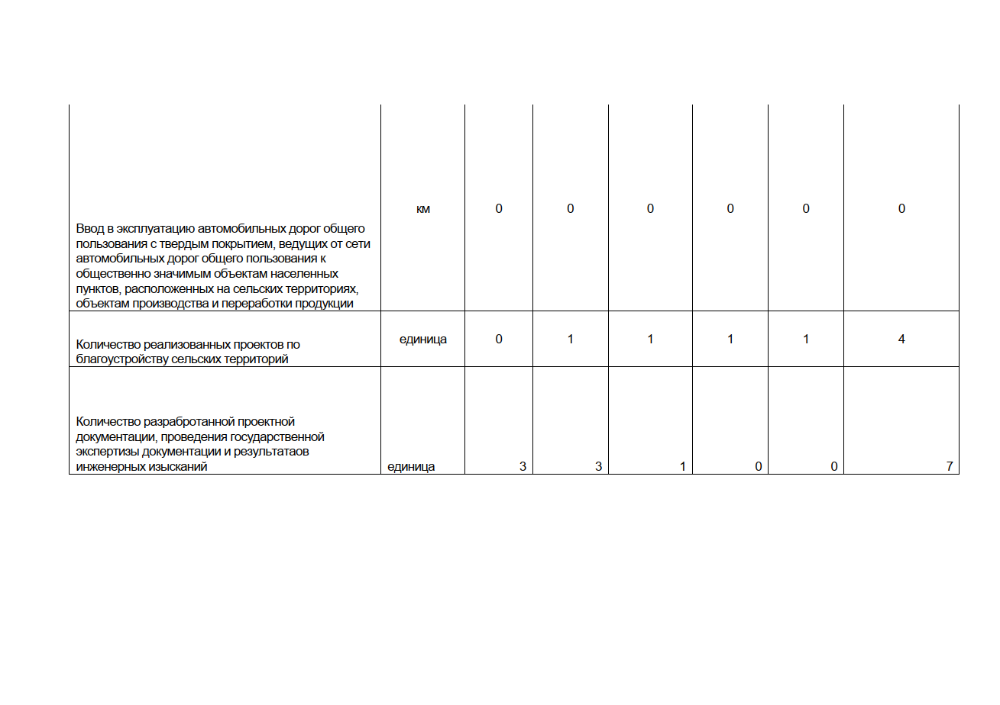 км 0 0 0 0 0 0
Ввод в эксплуатацию автомобильных дорог общего
пользования с твердым покрытием, ведущих от сети
автомобильных дорог общего пользования к
общественно значимым объектам населенных
пунктов, расположенных на сельских территориях,
объектам производства и переработки продукции
единица 0 1 1 1 1 4
Количество реализованных проектов по
благоустройству сельских территорий
Количество разрабротанной проектной
документации, проведения государственной
экспертизы документации и результатаов
инженерных изысканий единица 3 3 1 0 0 7